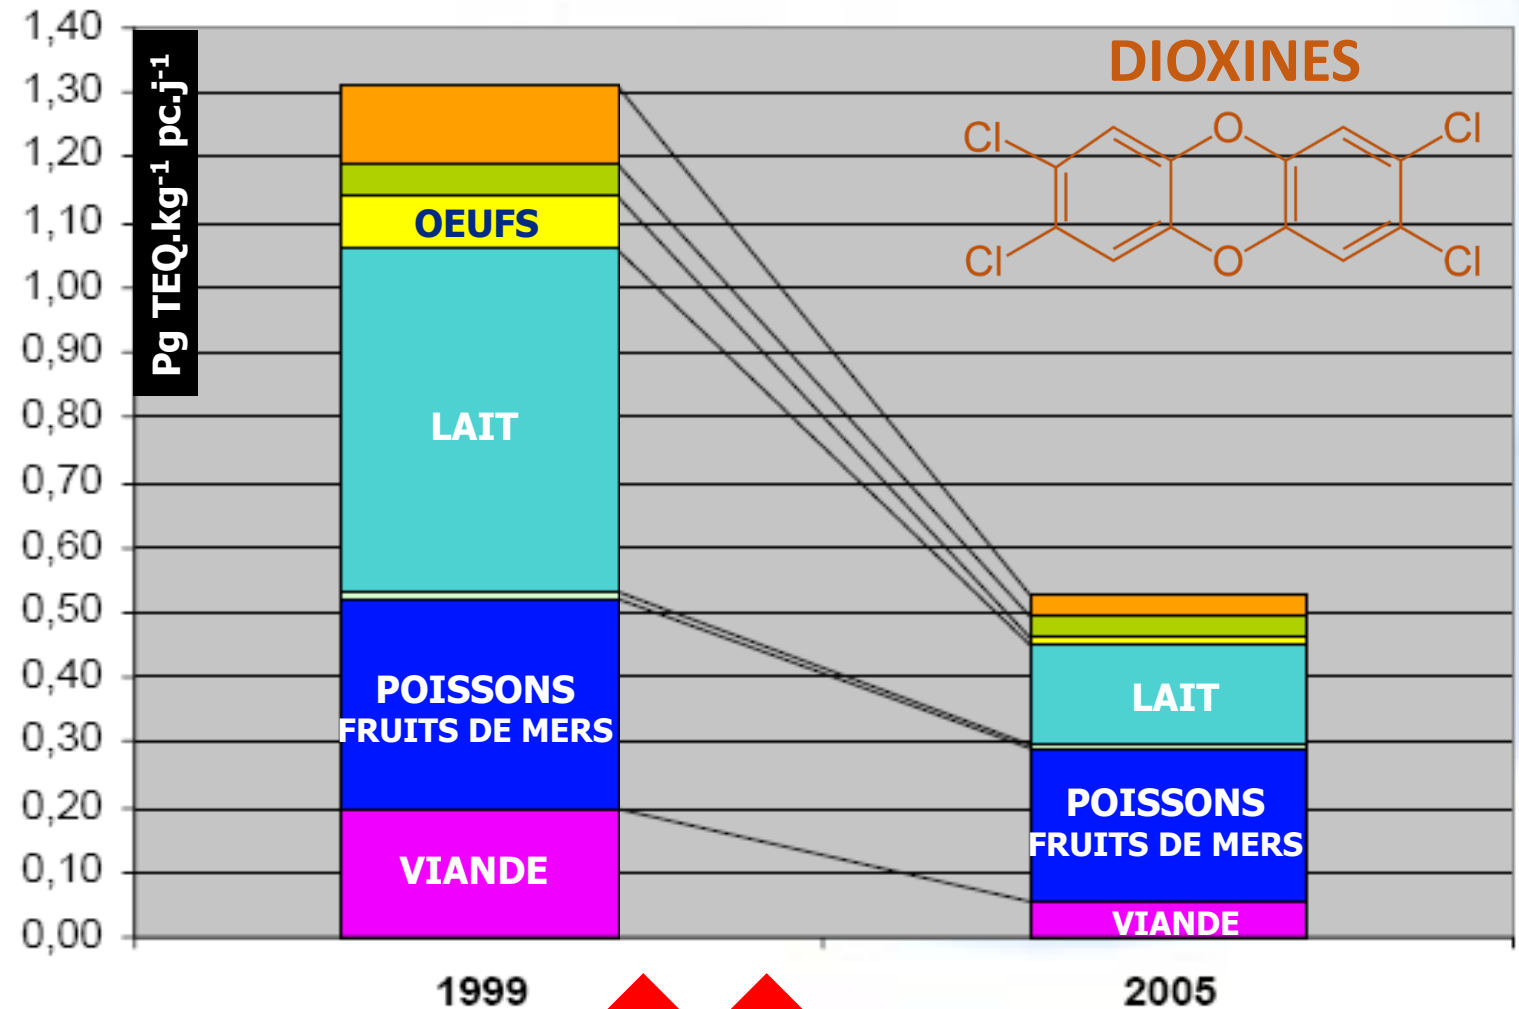 1,40
1,30
1,20
1,10
1,00
0,90
0,80
0,70
0,60
0,50
0,40
0,30
0,20
0,10
0,00
Pg TEQ.kg⁻¹ pc.j⁻¹
DIOXINES
Cl O Cl
Cl O Cl
OEUFS
LAIT
POISSONS
FRUITS DE MERS
VIANDE
LAIT
POISSONS
FRUITS DE MERS
VIANDE
1999
2005